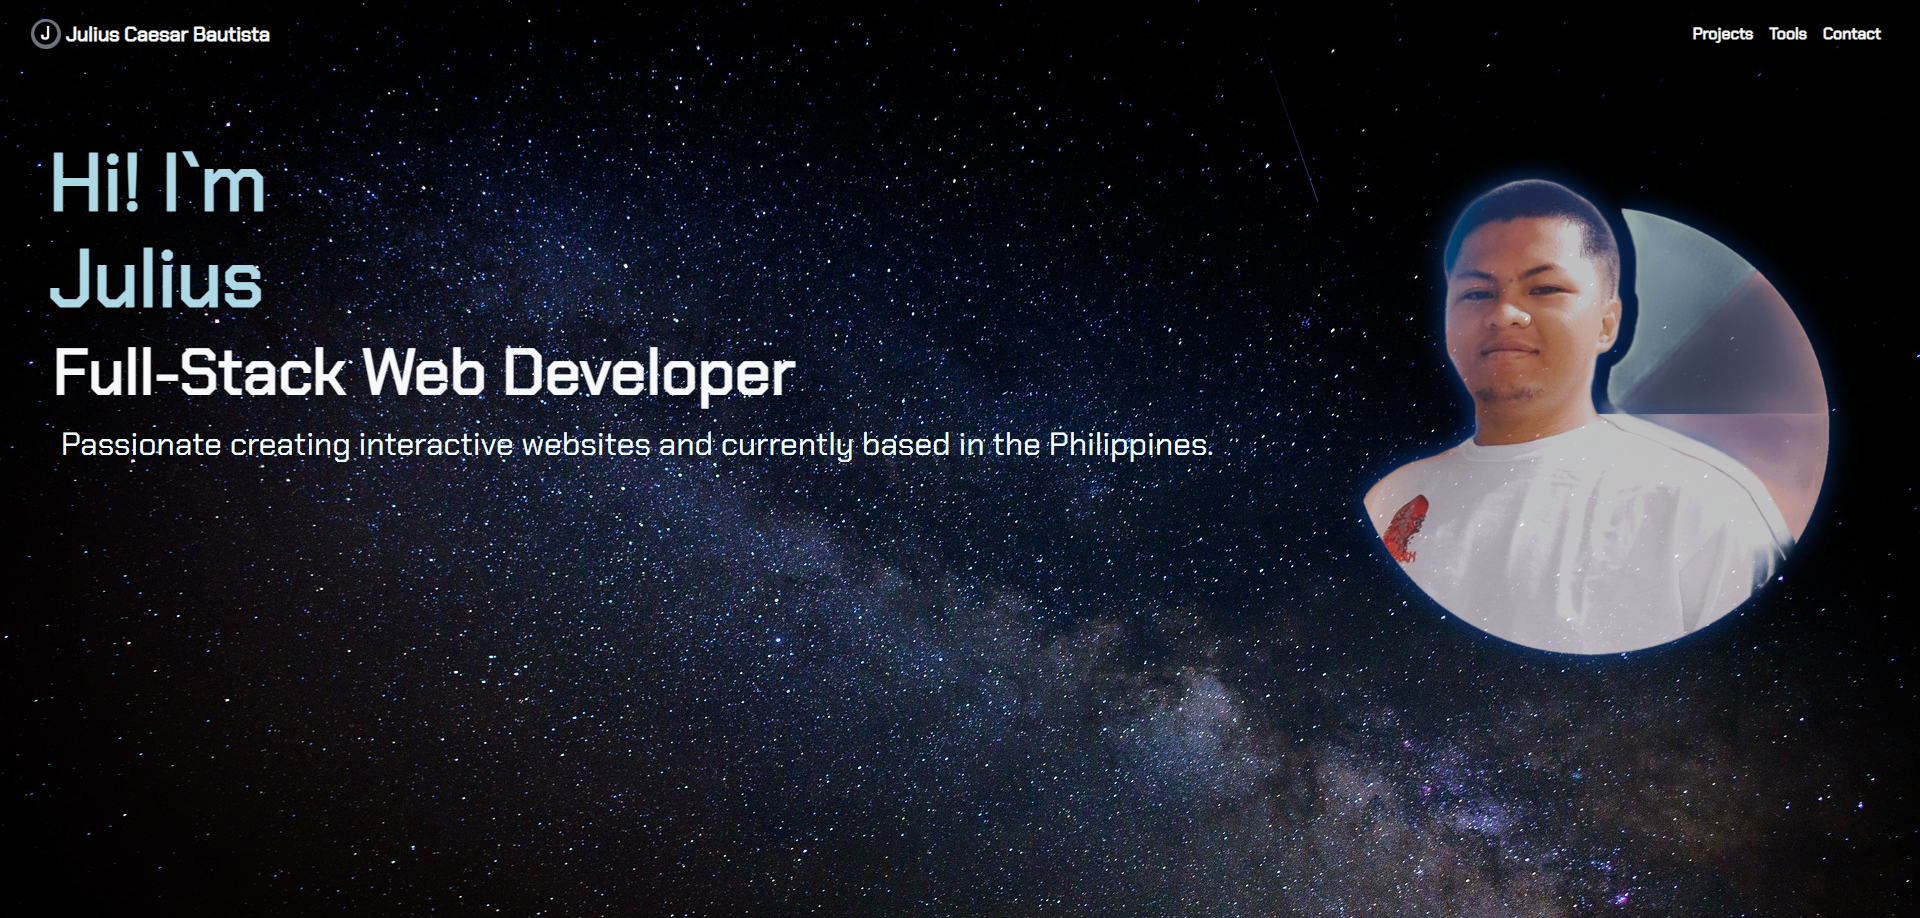 J Julius Caesar Bautista
Projects Tools Contact
Hi! I`m
Julius
Full-Stack Web Developer
Passionate creating interactive websites and currently based in the Philippines.